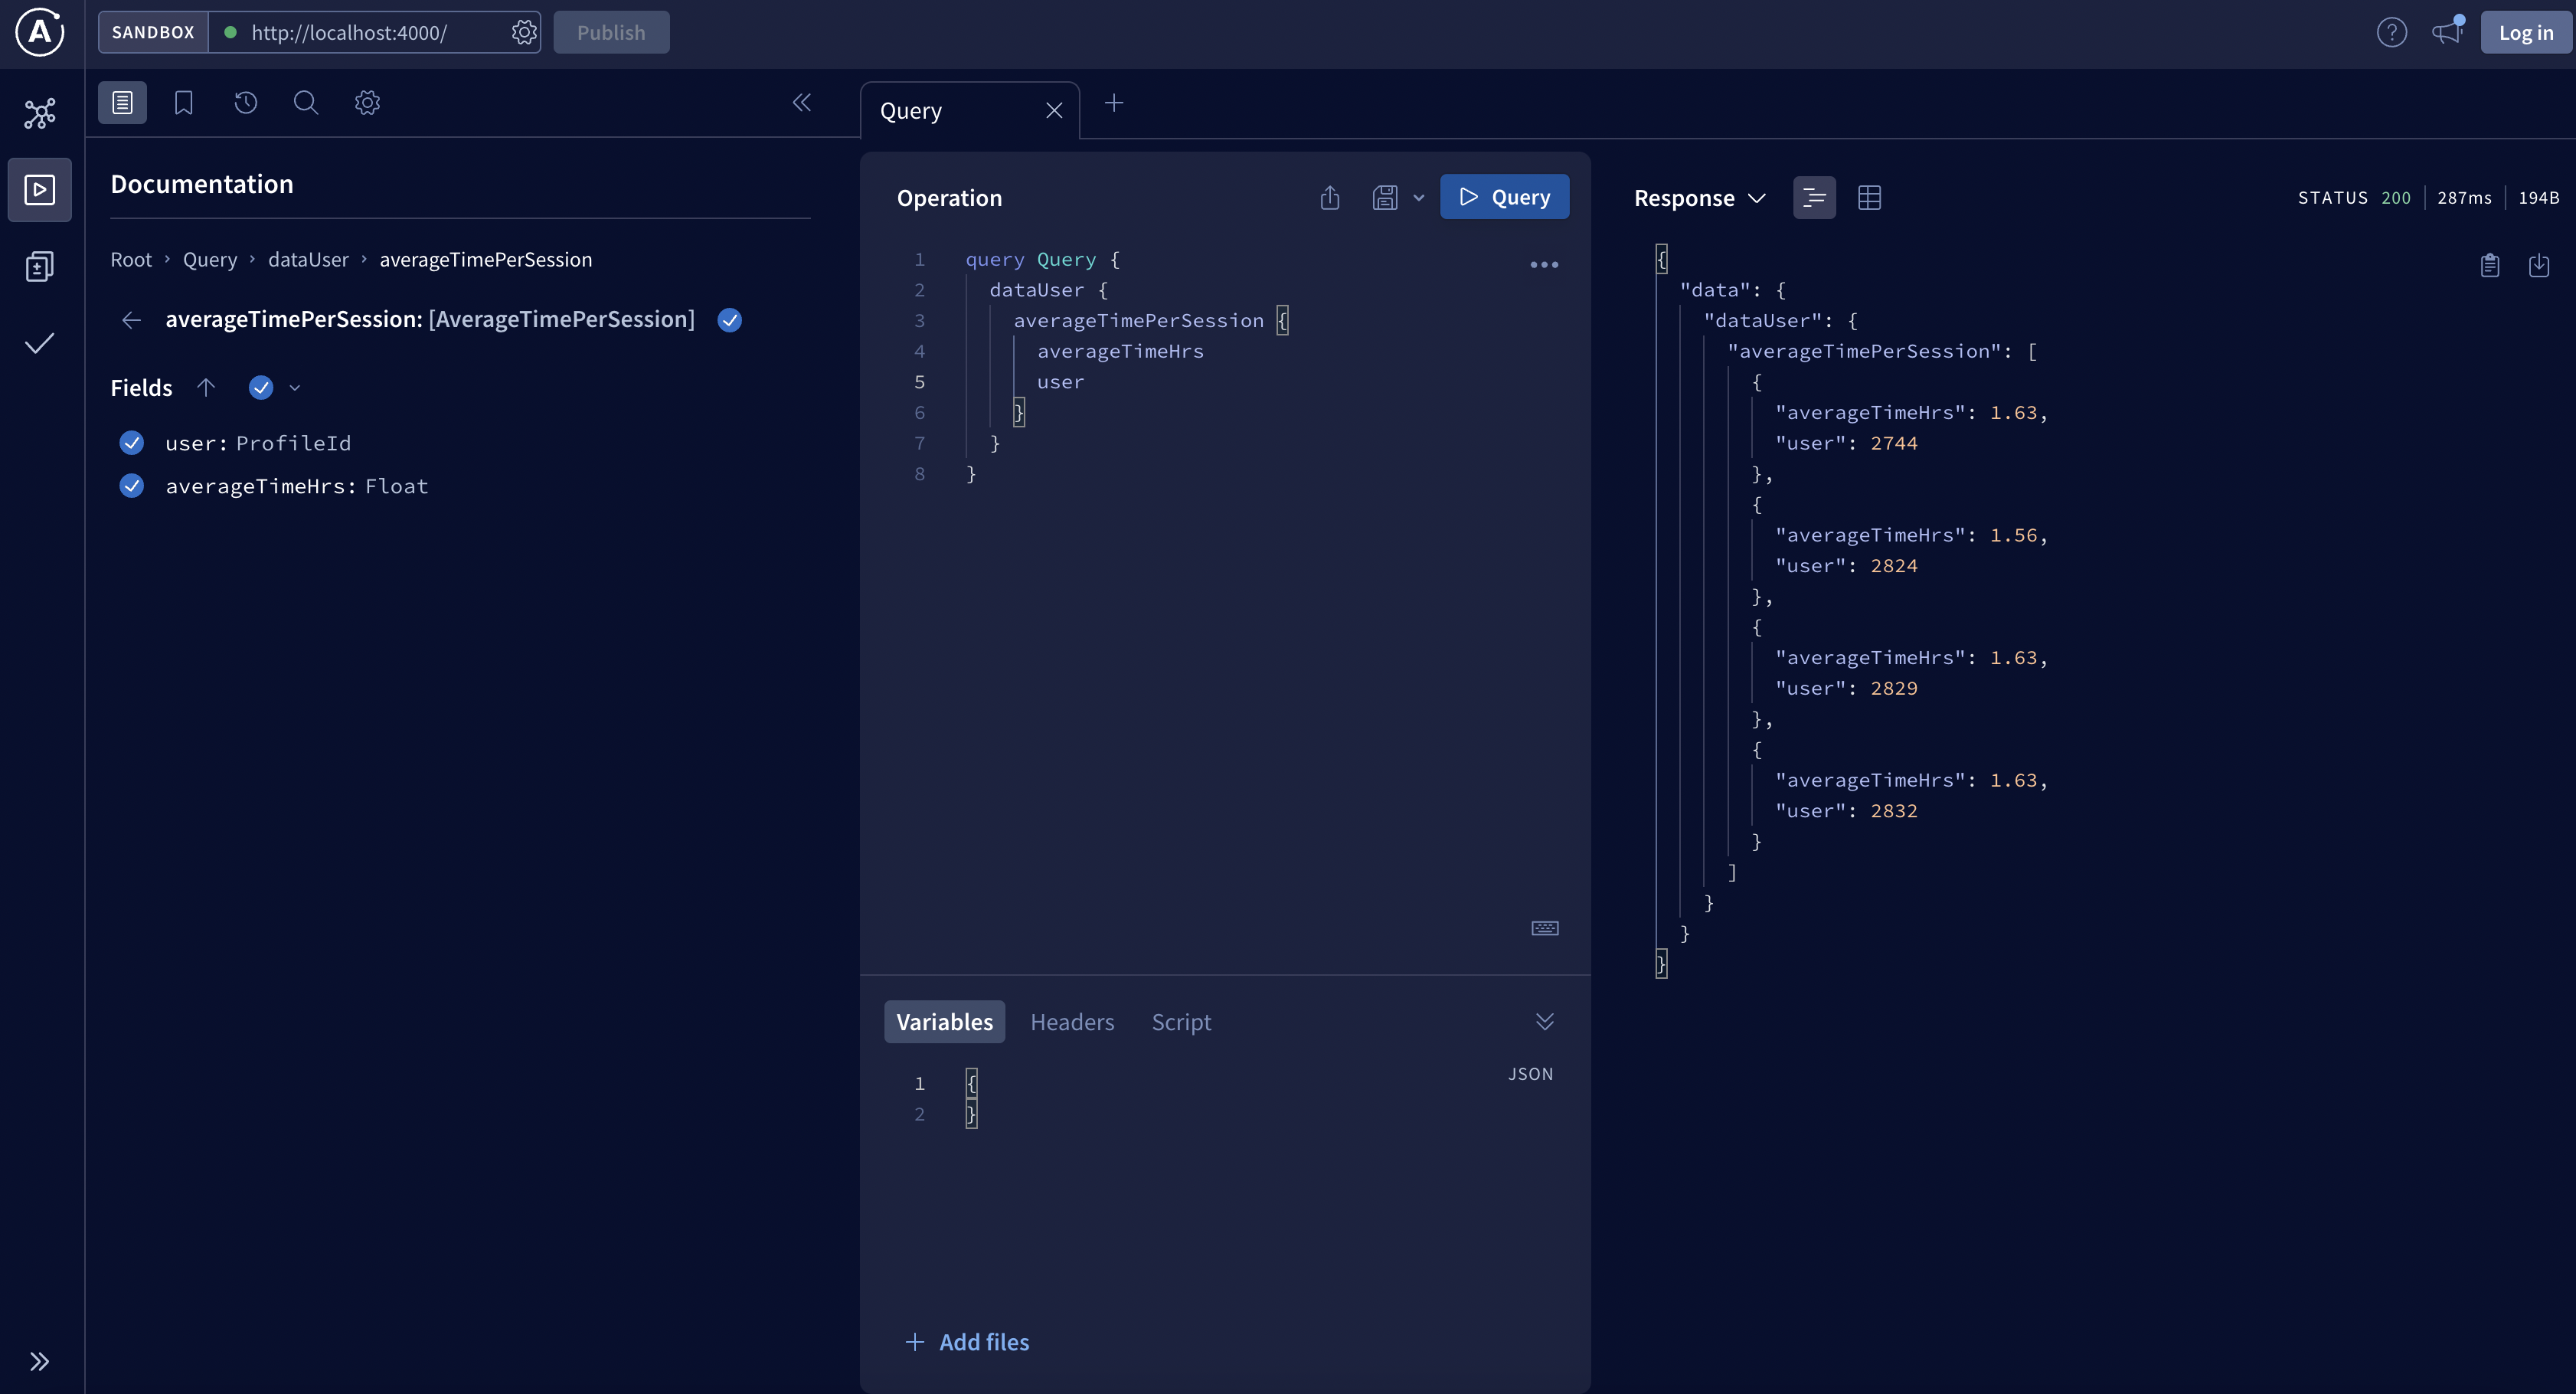 A
SANDBOX http://localhost:4000/ Publish ? Log in
Query
Documentation
Root › Query › dataUser › averageTimePerSession
averageTimePerSession: [AverageTimePerSession]
Fields
user: ProfileId
averageTimeHrs: Float
Operation Query
1 query Query {
2 dataUser {
3 averageTimePerSession {
4 averageTimeHrs
5 user
6 }
7 }
8 }
Variables Headers Script
JSON
1 {
2 }
Add files
Response STATUS 200 287ms 194B
{
"data": {
"dataUser": {
"averageTimePerSession": [
{
"averageTimeHrs": 1.63,
"user": 2744
},
{
"averageTimeHrs": 1.56,
"user": 2824
},
{
"averageTimeHrs": 1.63,
"user": 2829
},
{
"averageTimeHrs": 1.63,
"user": 2832
}
]
}
}
}